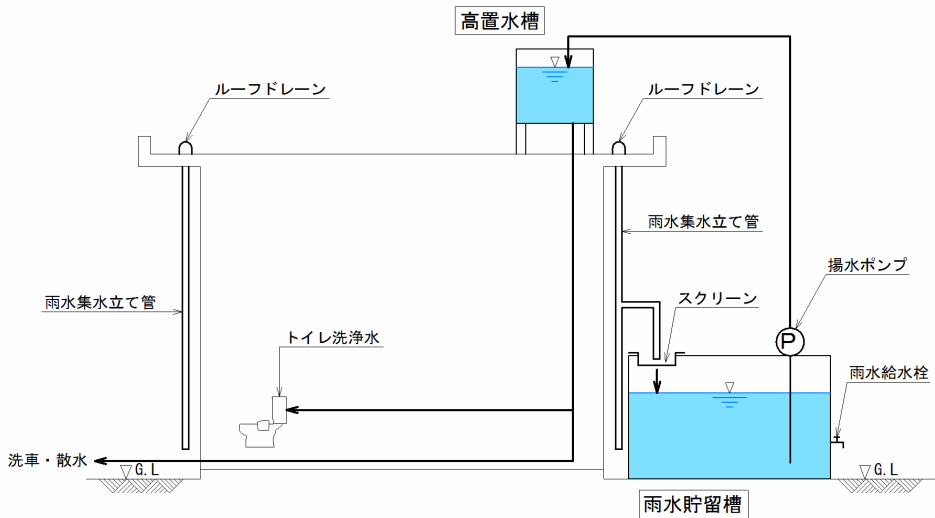 高置水槽
ルーフドレーン
ルーフドレーン
雨水集水立て管
揚水ポンプ
スクリーン
雨水集水立て管
トイレ洗浄水
P
雨水給水栓
洗車・散水
G.L
G.L
雨水貯留槽